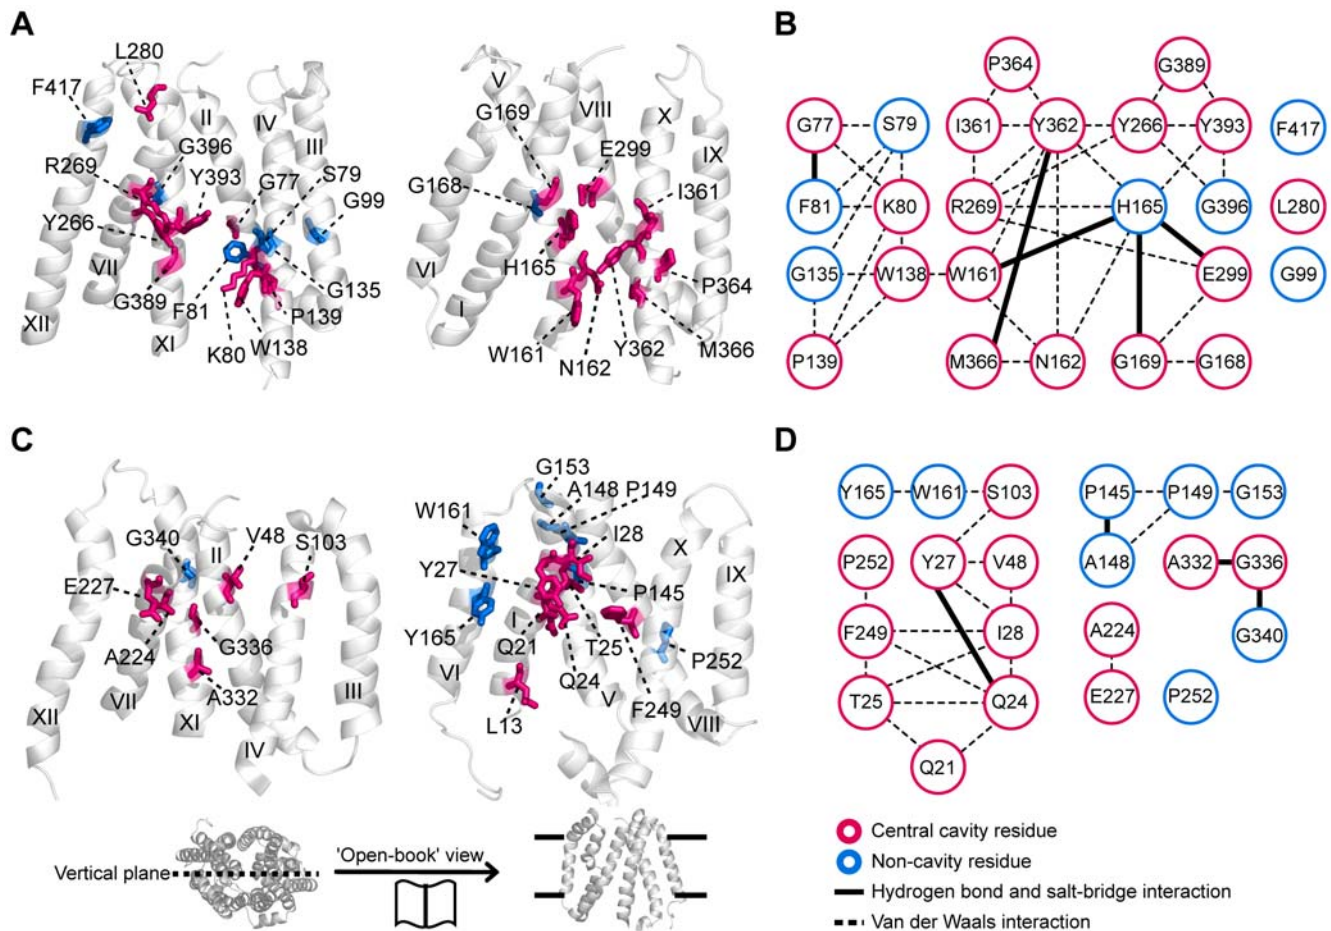 A
L280
F417
II
IV
III
G396
S79
R269
Y393
G77
G99
Y266
VII
G389
F81
G135
P139
XII
XI
K80
W138
V
VIII
X
G169
E299
IX
G168
I361
VI
H165
I
P364
W161
N162
Y362
M366
B
P364
G389
G77
S79
I361
Y362
Y266
Y393
F417
F81
K80
R269
H165
G396
L280
G135
W138
W161
E299
G99
P139
M366
N162
G169
G168
C
G340
II
V48
S103
E227
A224
G336
VII
A332
III
XII
XI
IV
G153
A148
P149
W161
I28
X
Y27
IX
P145
I
Y165
Q21
T25
P252
VI
Q24
V
F249
L13
VIII
D
Y165
W161
S103
P145
P149
G153
P252
Y27
V48
A148
A332
G336
F249
I28
A224
G340
T25
Q24
E227
P252
Q21
Vertical plane
'Open-book' view
Central cavity residue
Non-cavity residue
Hydrogen bond and salt-bridge interaction
Van der Waals interaction